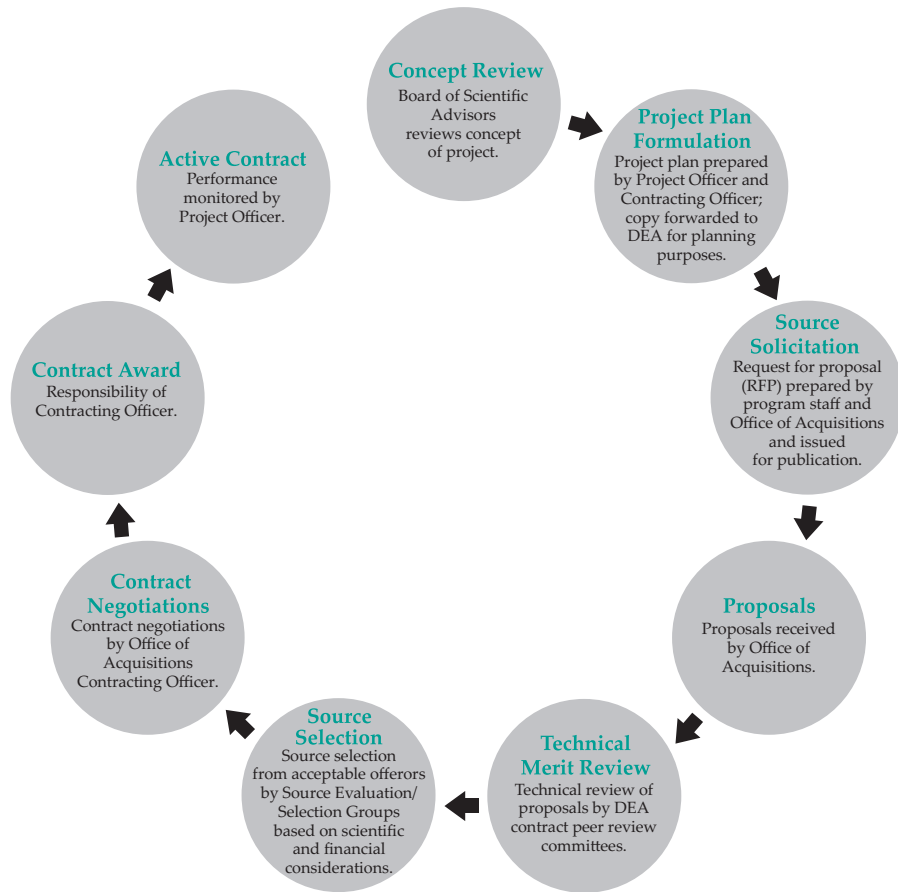 Concept Review
Board of Scientific
Advisors
reviews concept
of project.
Project Plan
Formulation
Project plan prepared
by Project Officer and
Contracting Officer;
copy forwarded to
DEA for planning
purposes.
Source
Solicitation
Request for proposal
(RFP) prepared by
program staff and
Office of Acquisitions
and issued
for publication.
Proposals
Proposals received
by Office of
Acquisitions.
Technical
Merit Review
Technical review of
proposals by DEA
contract peer review
committees.
Source
Selection
Source selection
from acceptable offerors
by Source Evaluation/
Selection Groups
based on scientific
and financial
considerations.
Contract
Negotiations
Contract negotiations
by Office of
Acquisitions
Contracting Officer.
Contract Award
Responsibility of
Contracting Officer.
Active Contract
Performance
monitored by
Project Officer.